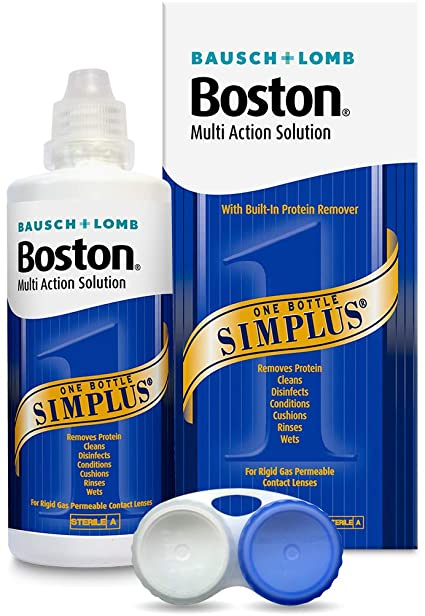 BAUSCH + LOMB
Boston®
Multi Action Solution
With Built-In Protein Remover
1
ONE BOTTLE
SIMPLUS®
Removes Protein
Cleans
Disinfects
Conditions
Cushions
Rinses
Wets
For Rigid Gas Permeable
Contact Lenses
STERILE A
BAUSCH + LOMB
Boston®
Multi Action Solution
1
ONE BOTTLE
SIMPLUS®
Removes Protein
Cleans
Disinfects
Conditions
Cushions
Rinses
Wets
For Rigid Gas Permeable Contact Lenses
STERILE A